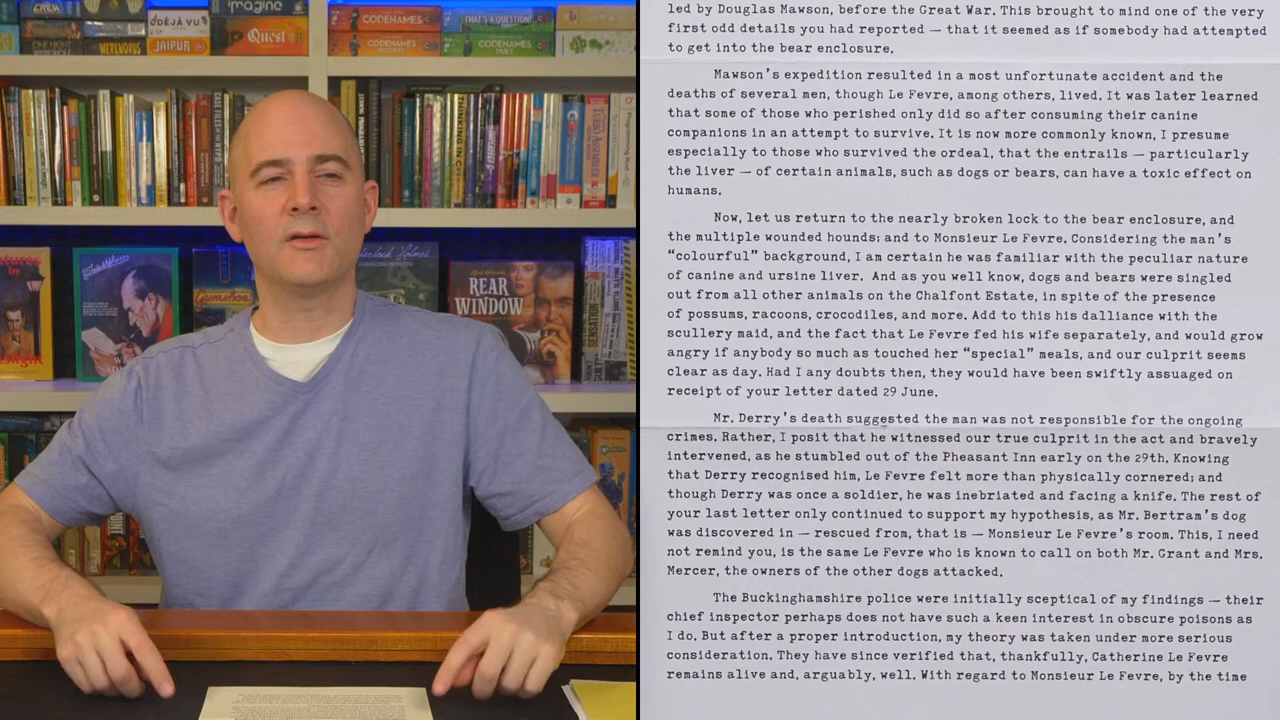 DÉJÀ VU
imagine
WEREWORDS
JAIPUR
Quest
CODENAMES
THAT'S A QUESTION!
CODENAMES
CODENAMES
REAR
WINDOW
Gumshoe
led by Douglas Mawson, before the Great War. This brought to mind one of the very
first odd details you had reported — that it seemed as if somebody had attempted
to get into the bear enclosure.
Mawson's expedition resulted in a most unfortunate accident and the
deaths of several men, though Le Fevre, among others, lived. It was later learned
that some of those who perished only did so after consuming their canine
companions in an attempt to survive. It is now more commonly known, I presume
especially to those who survived the ordeal, that the entrails — particularly
the liver — of certain animals, such as dogs or bears, can have a toxic effect on
humans.
Now, let us return to the nearly broken lock to the bear enclosure, and
the multiple wounded hounds; and to Monsieur Le Fevre. Considering the man's
“colourful” background, I am certain he was familiar with the peculiar nature
of canine and ursine liver. And as you well know, dogs and bears were singled
out from all other animals on the Chalfont Estate, in spite of the presence
of possums, racoons, crocodiles, and more. Add to this his dalliance with the
scullery maid, and the fact that Le Fevre fed his wife separately, and would grow
angry if anybody so much as touched her “special” meals, and our culprit seems
clear as day. Had I any doubts then, they would have been swiftly assuaged on
receipt of your letter dated 29 June.
Mr. Derry's death suggested the man was not responsible for the ongoing
crimes. Rather, I posit that he witnessed our true culprit in the act and bravely
intervened, as he stumbled out of the Pheasant Inn early on the 29th. Knowing
that Derry recognised him, Le Fevre felt more than physically cornered; and
though Derry was once a soldier, he was inebriated and facing a knife. The rest of
your last letter only continued to support my hypothesis, as Mr. Bertram's dog
was discovered in — rescued from, that is — Monsieur Le Fevre's room. This, I need
not remind you, is the same Le Fevre who is known to call on both Mr. Grant and Mrs.
Mercer, the owners of the other dogs attacked.
The Buckinghamshire police were initially sceptical of my findings — their
chief inspector perhaps does not have such a keen interest in obscure poisons as
I do. But after a proper introduction, my theory was taken under more serious
consideration. They have since verified that, thankfully, Catherine Le Fevre
remains alive and, arguably, well. With regard to Monsieur Le Fevre, by the time